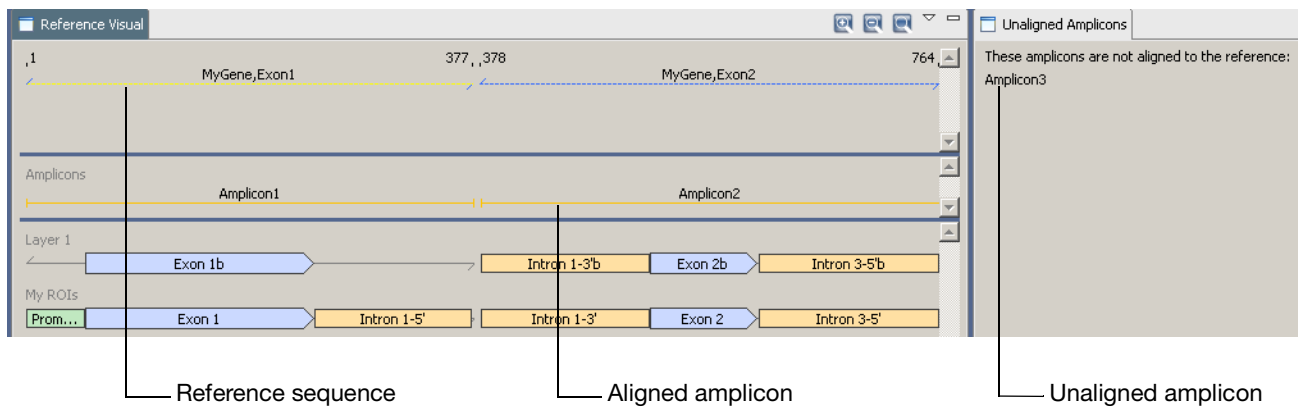 Reference Visual
Unaligned Amplicons
,1 377, ,378 764,
MyGene,Exon1 MyGene,Exon2
These amplicons are not aligned to the reference:
Amplicon3
Amplicons
Amplicon1 Amplicon2
Layer 1
Exon 1b Intron 1-3'b Exon 2b Intron 3-5'b
My ROIs
Prom... Exon 1 Intron 1-5' Intron 1-3' Exon 2 Intron 3-5'
Reference sequence Aligned amplicon Unaligned amplicon